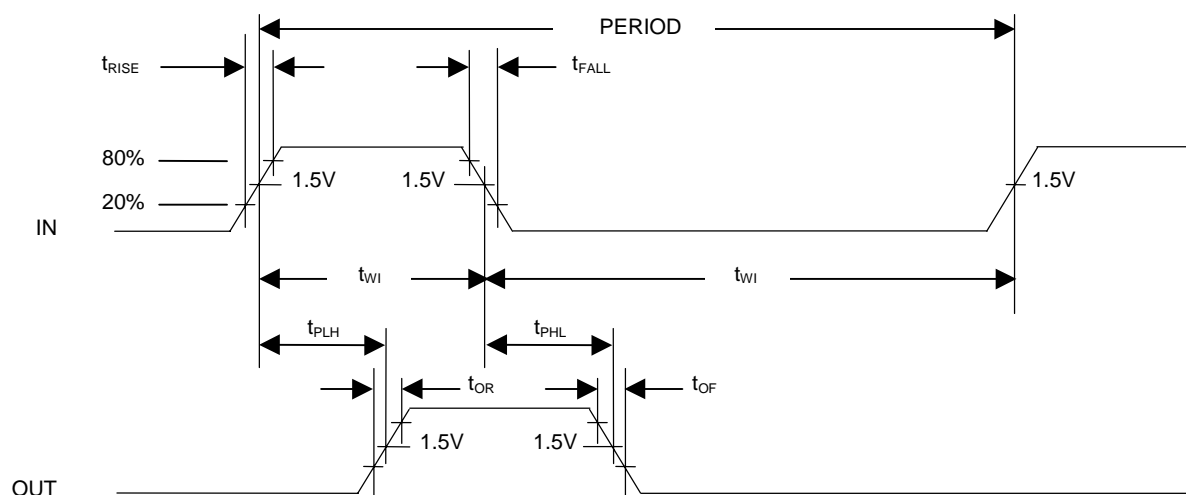 PERIOD
tRISE
tFALL
80%
1.5V 1.5V 1.5V
20%
IN
tWI tWI
tPLH tPHL
tOR tOF
1.5V 1.5V
OUT